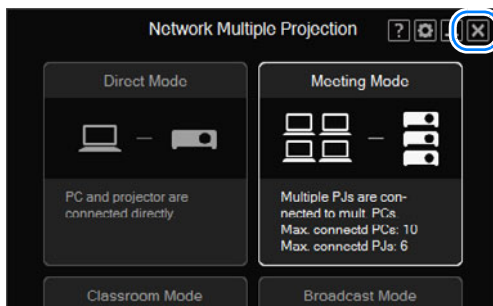 Network Multiple Projection
?
Direct Mode
Meeting Mode
PC and projector are
connected directly
Multiple PJs are con-
nected to mult. PCs
Max. connectd PCs: 10
Max. connectd PJs: 6
Classroom Mode
Broadcast Mode